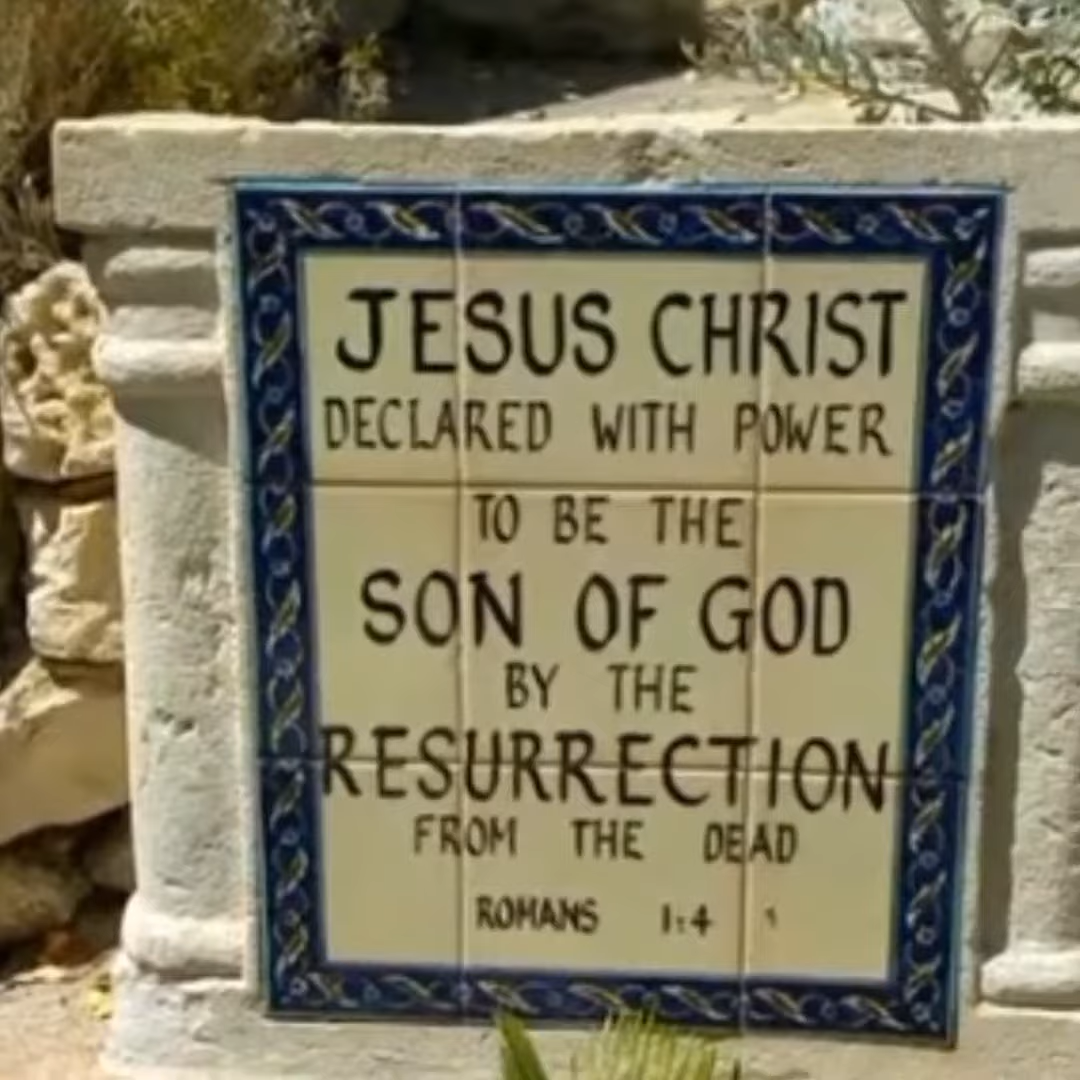 JESUS CHRIST
DECLARED WITH POWER
TO BE THE
SON OF GOD
BY THE
RESURRECTION
FROM THE DEAD
ROMANS 1:4